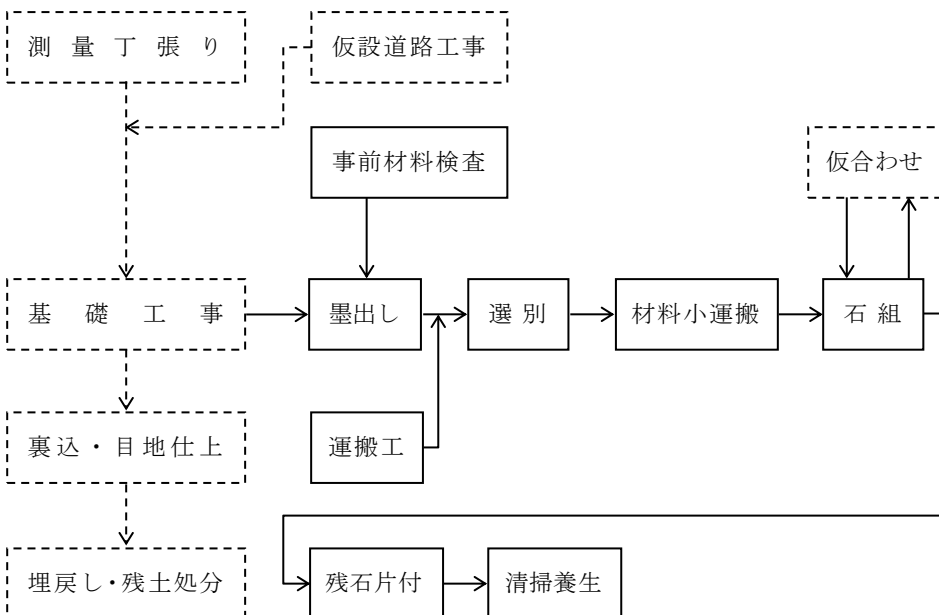 測量丁張り
仮設道路工事
事前材料検査
仮合わせ
基礎工事
墨出し
選別
材料小運搬
石組
裏込・目地仕上
運搬工
埋戻し・残土処分
残石片付
清掃養生